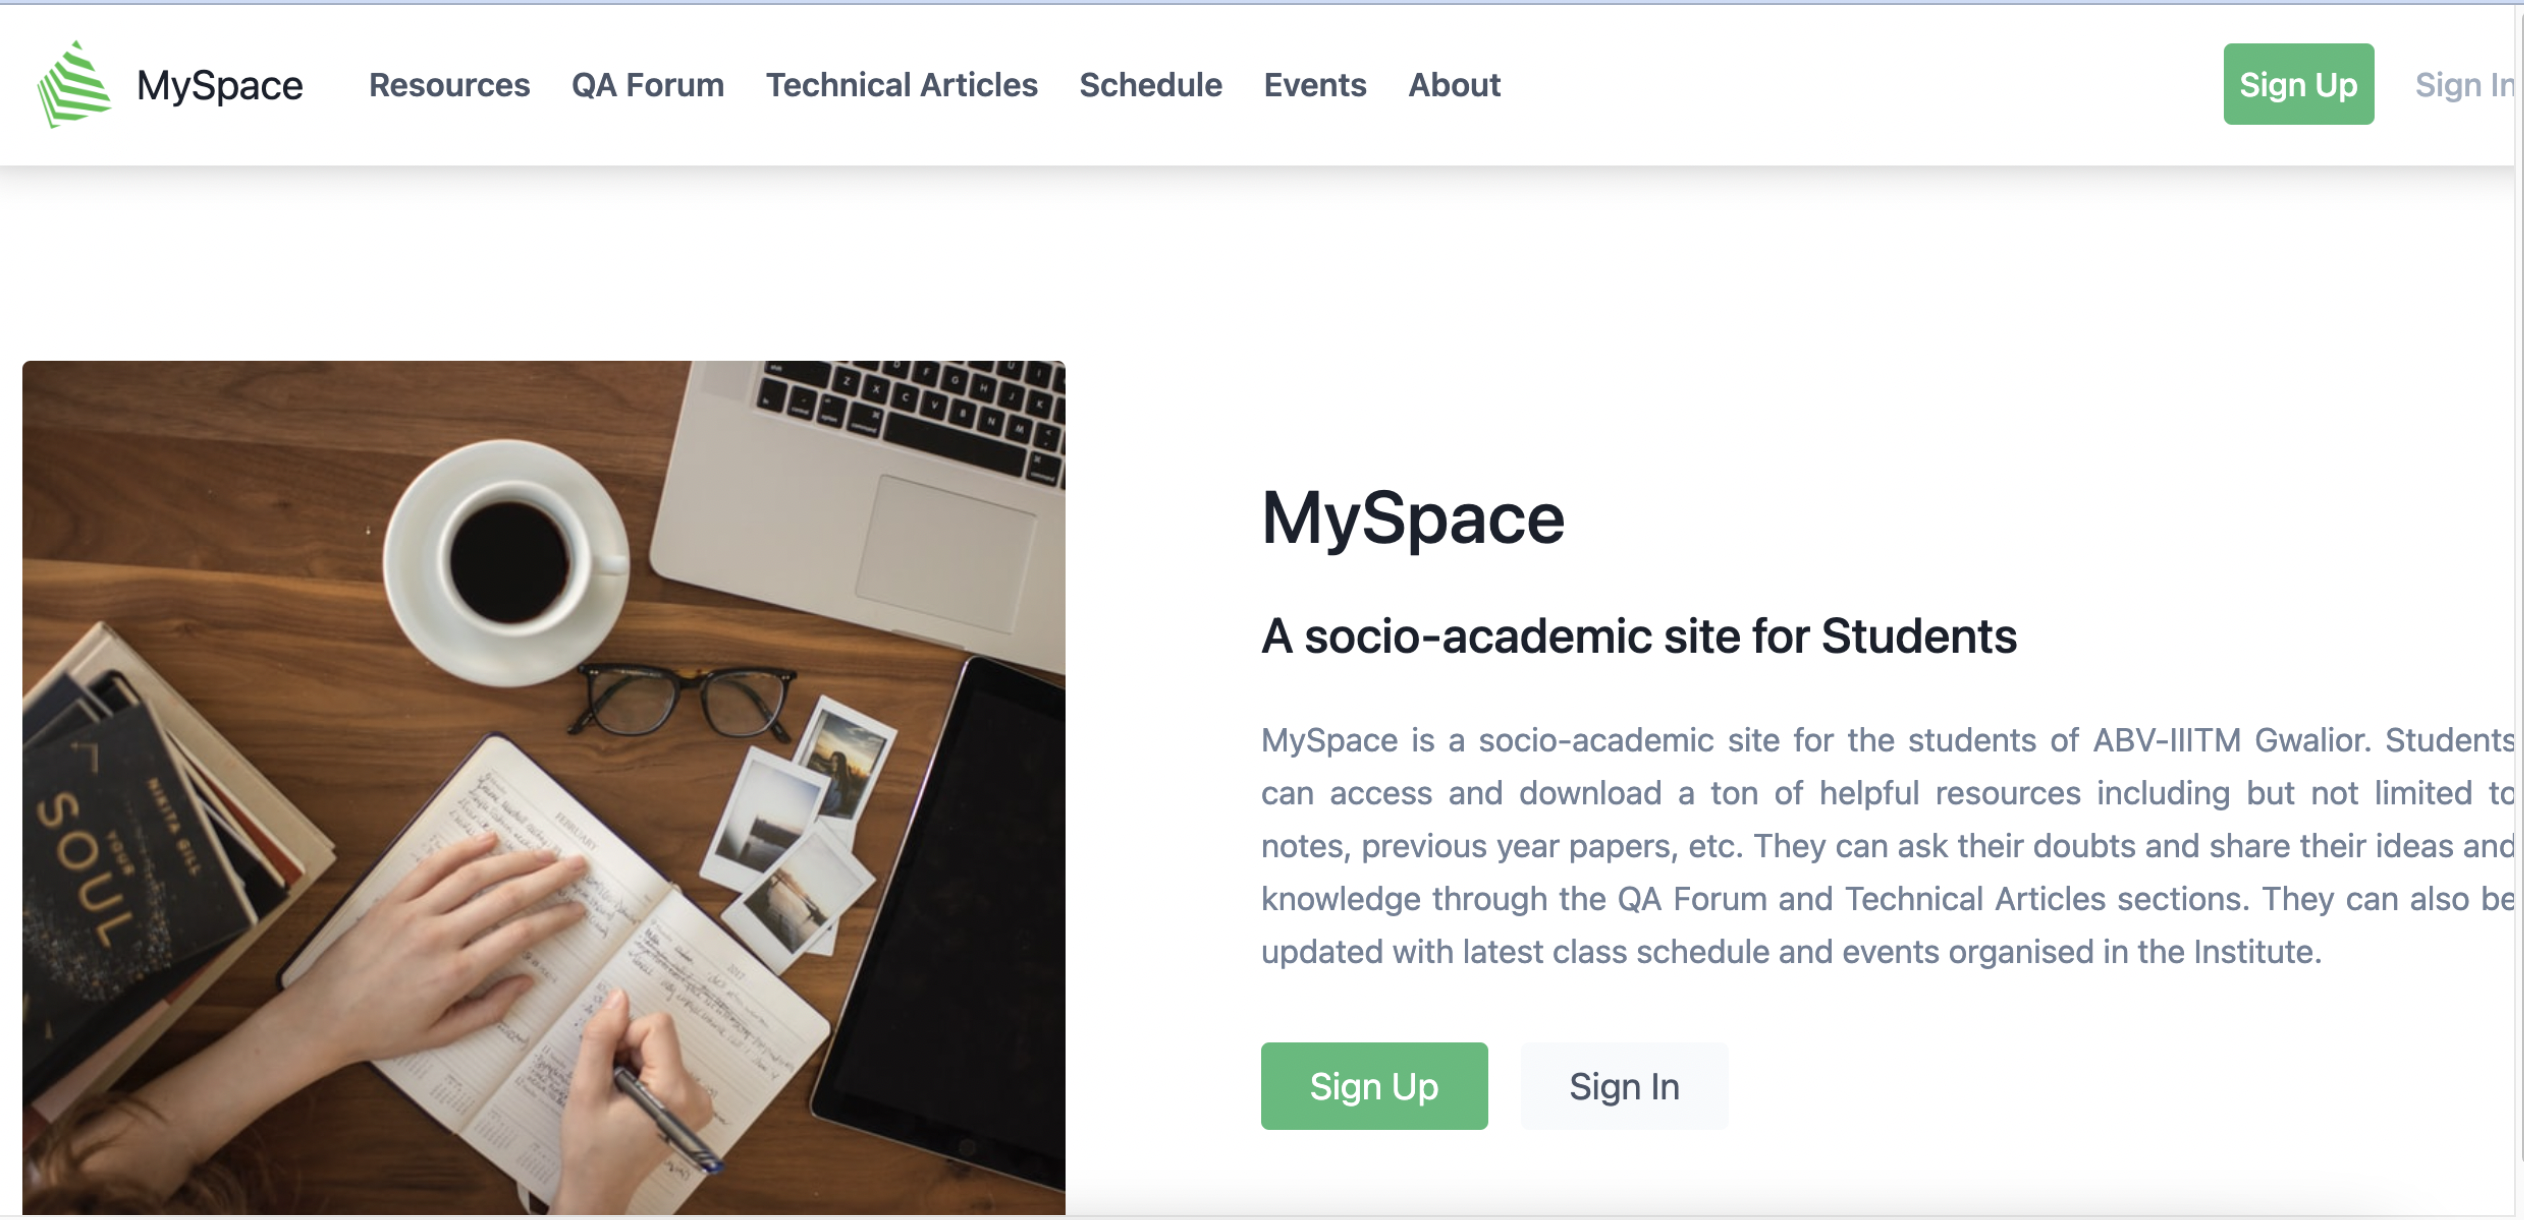 MySpace
Resources
QA Forum
Technical Articles
Schedule
Events
About
Sign Up
Sign In
NIKITA GILL
YOUR
SOUL
FEBRUARY
2017
MySpace
A socio-academic site for Students
MySpace is a socio-academic site for the students of ABV-IIITM Gwalior. Students
can access and download a ton of helpful resources including but not limited to
notes, previous year papers, etc. They can ask their doubts and share their ideas and
knowledge through the QA Forum and Technical Articles sections. They can also be
updated with latest class schedule and events organised in the Institute.
Sign Up
Sign In